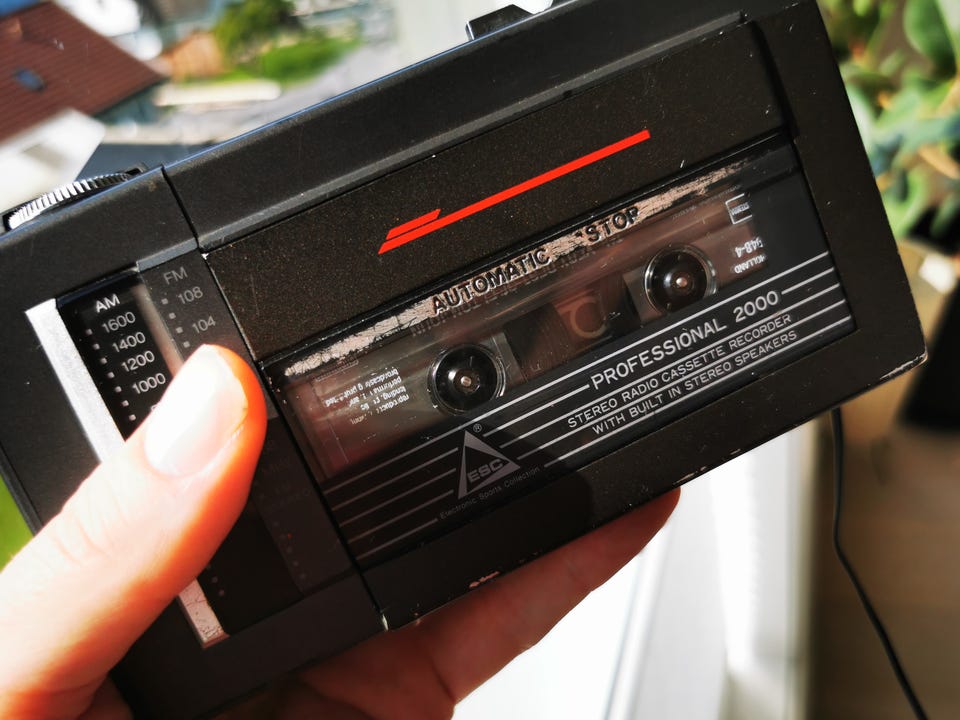 AM
1600
1400
1200
1000
FM
108
104
AUTOMATIC STOP
HOLLAND
PROFESSIONAL 2000
STEREO RADIO CASSETTE RECORDER
WITH BUILT IN STEREO SPEAKERS
®
ESC
Electronic Sports Collection